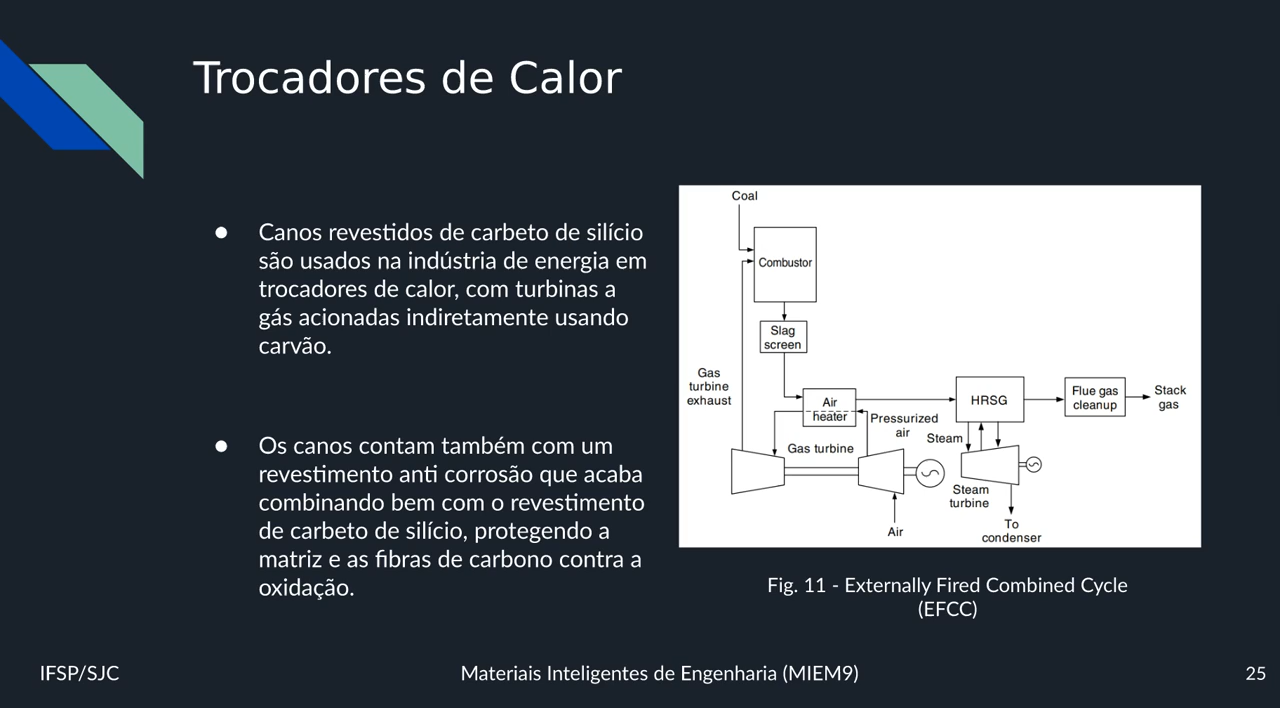 Trocadores de Calor
● Canos revestidos de carbeto de silício
são usados na indústria de energia em
trocadores de calor, com turbinas a
gás acionadas indiretamente usando
carvão.
● Os canos contam também com um
revestimento anti corrosão que acaba
combinando bem com o revestimento
de carbeto de silício, protegendo a
matriz e as fibras de carbono contra a
oxidação.
Coal
Combustor
Slag
screen
Gas
turbine
exhaust
Air
heater
Pressurized
air
HRSG
Flue gas
cleanup
Stack
gas
Gas turbine
Steam
Steam
turbine
Air
To
condenser
Fig. 11 - Externally Fired Combined Cycle
(EFCC)
IFSP/SJC
Materiais Inteligentes de Engenharia (MIEM9)
25